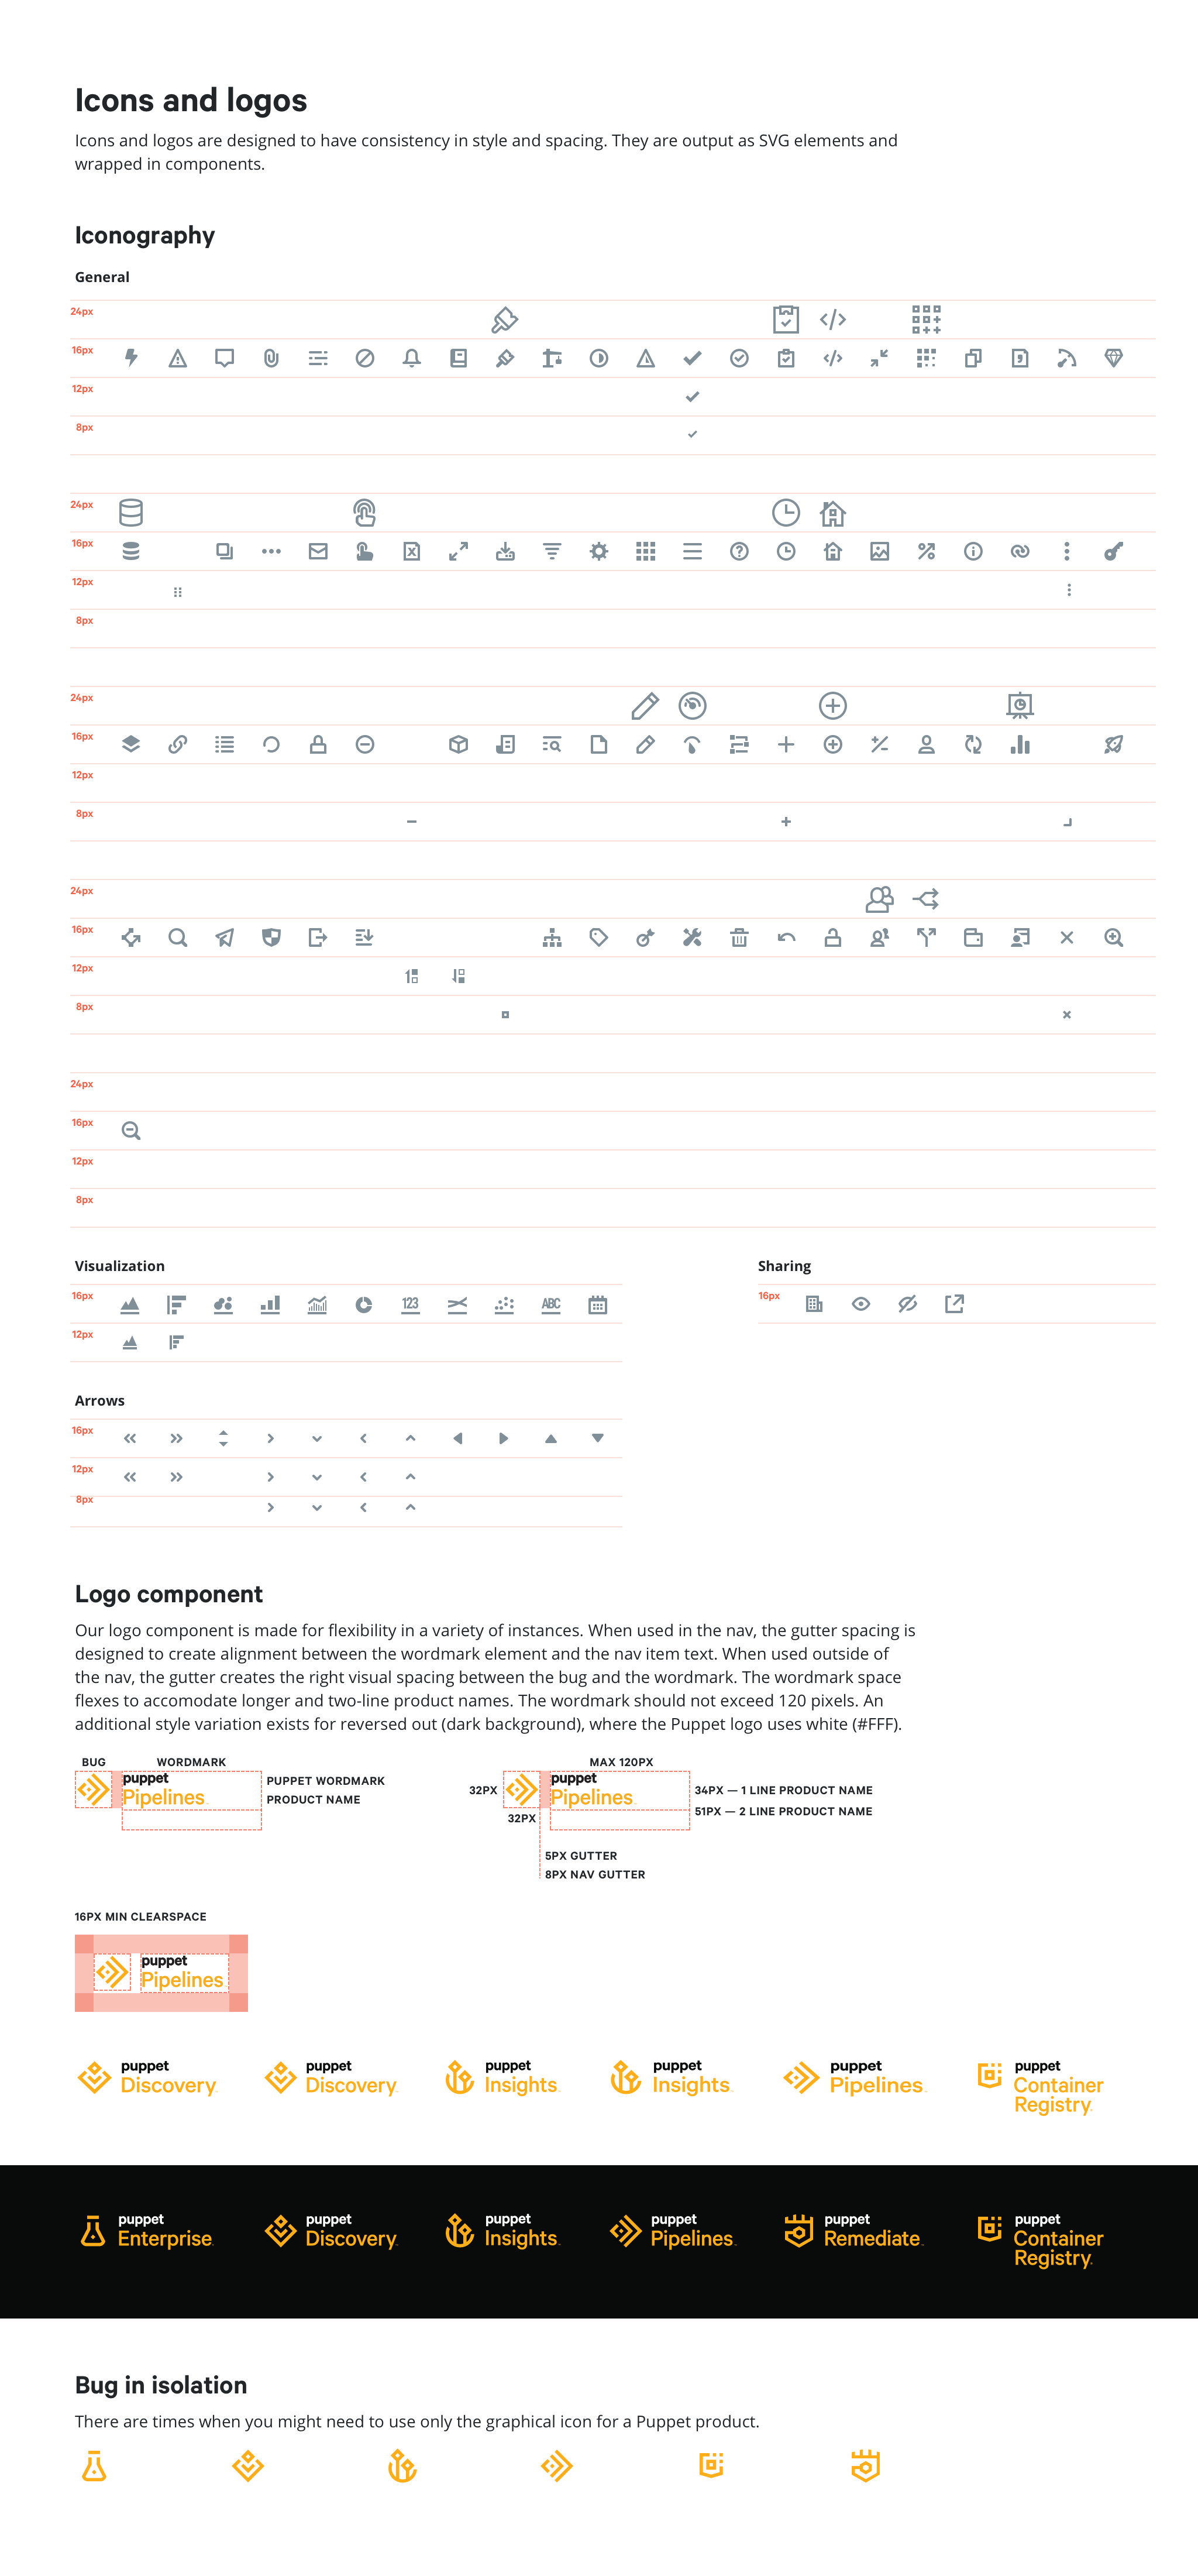 Icons and logos
Icons and logos are designed to have consistency in style and spacing. They are output as SVG elements and
wrapped in components.
Iconography
General
24px
16px
12px
8px
24px
16px
12px
8px
24px
16px
12px
8px
24px
16px
12px
8px
24px
16px
12px
8px
Visualization
16px
123
ABC
12px
Sharing
16px
Arrows
16px
12px
8px
Logo component
Our logo component is made for flexibility in a variety of instances. When used in the nav, the gutter spacing is
designed to create alignment between the wordmark element and the nav item text. When used outside of
the nav, the gutter creates the right visual spacing between the bug and the wordmark. The wordmark space
flexes to accomodate longer and two-line product names. The wordmark should not exceed 120 pixels. An
additional style variation exists for reversed out (dark background), where the Puppet logo uses white (#FFF).
BUG
WORDMARK
puppet
Pipelines
PUPPET WORDMARK
PRODUCT NAME
MAX 120PX
32PX
puppet
Pipelines
34PX — 1 LINE PRODUCT NAME
51PX — 2 LINE PRODUCT NAME
32PX
5PX GUTTER
8PX NAV GUTTER
16PX MIN CLEARSPACE
puppet
Pipelines
puppet
Discovery
puppet
Discovery
puppet
Insights
puppet
Insights
puppet
Pipelines
puppet
Container
Registry
puppet
Enterprise
puppet
Discovery
puppet
Insights
puppet
Pipelines
puppet
Remediate
puppet
Container
Registry
Bug in isolation
There are times when you might need to use only the graphical icon for a Puppet product.